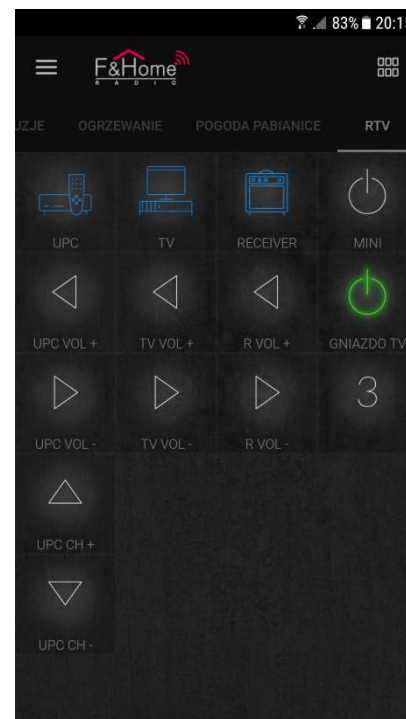 83% 20:1
F&Home
RADIO
UZJE OGRZEWANIE POGODA PABIANICE RTV
UPC TV RECEIVER MINI
UPC VOL + TV VOL + R VOL + GNIAZDO TV
3
UPC VOL - TV VOL - R VOL -
UPC CH +
UPC CH -